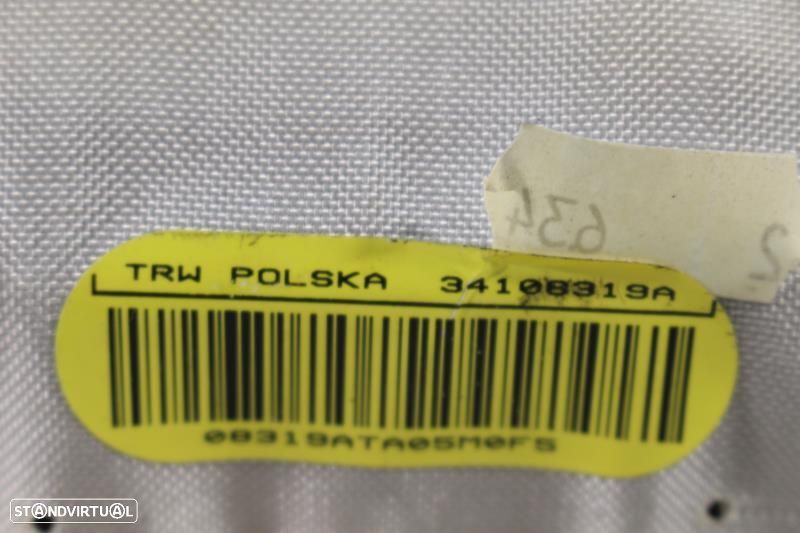 634
2
TRW POLSKA 34108319A
08319ATA05M0F5
STANDVIRTUAL